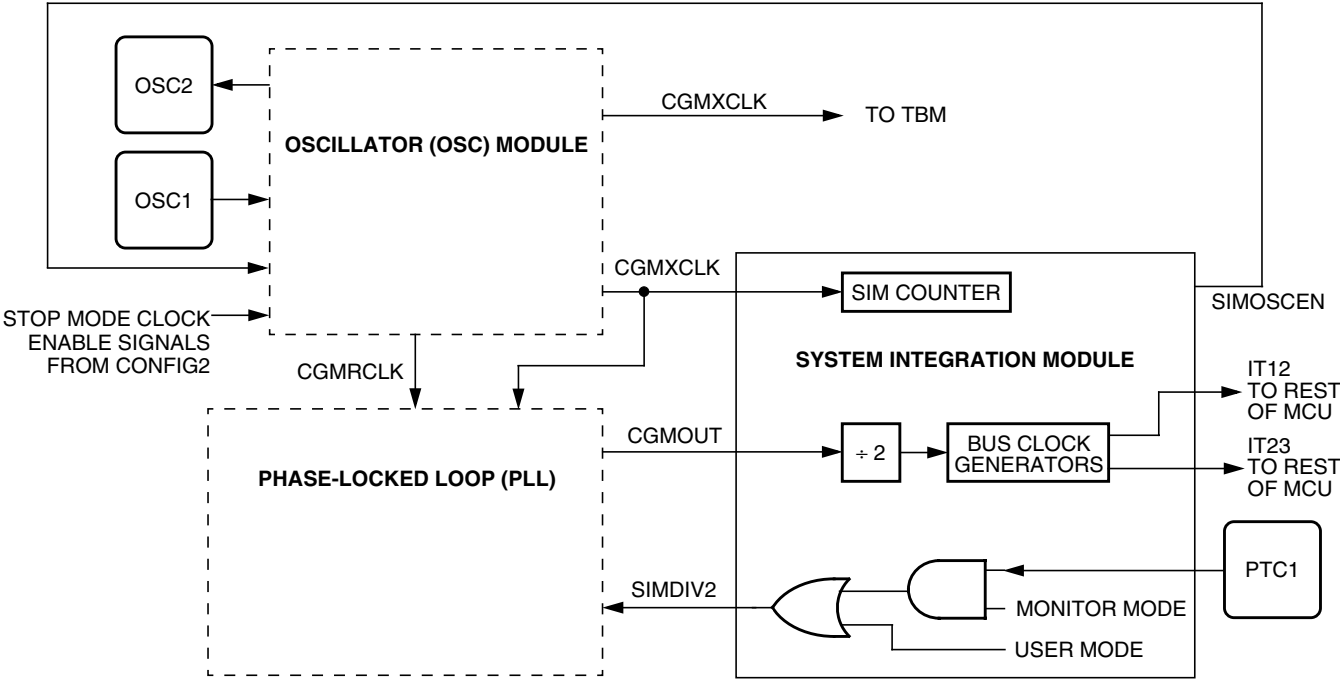 OSC2
CGMXCLK
TO TBM
OSCILLATOR (OSC) MODULE
OSC1
CGMXCLK
SIM COUNTER
SIMOSCEN
STOP MODE CLOCK
ENABLE SIGNALS
FROM CONFIG2
CGMRCLK
SYSTEM INTEGRATION MODULE
IT12
TO REST
OF MCU
CGMOUT
÷ 2
BUS CLOCK
GENERATORS
IT23
TO REST
OF MCU
PHASE-LOCKED LOOP (PLL)
PTC1
SIMDIV2
MONITOR MODE
USER MODE